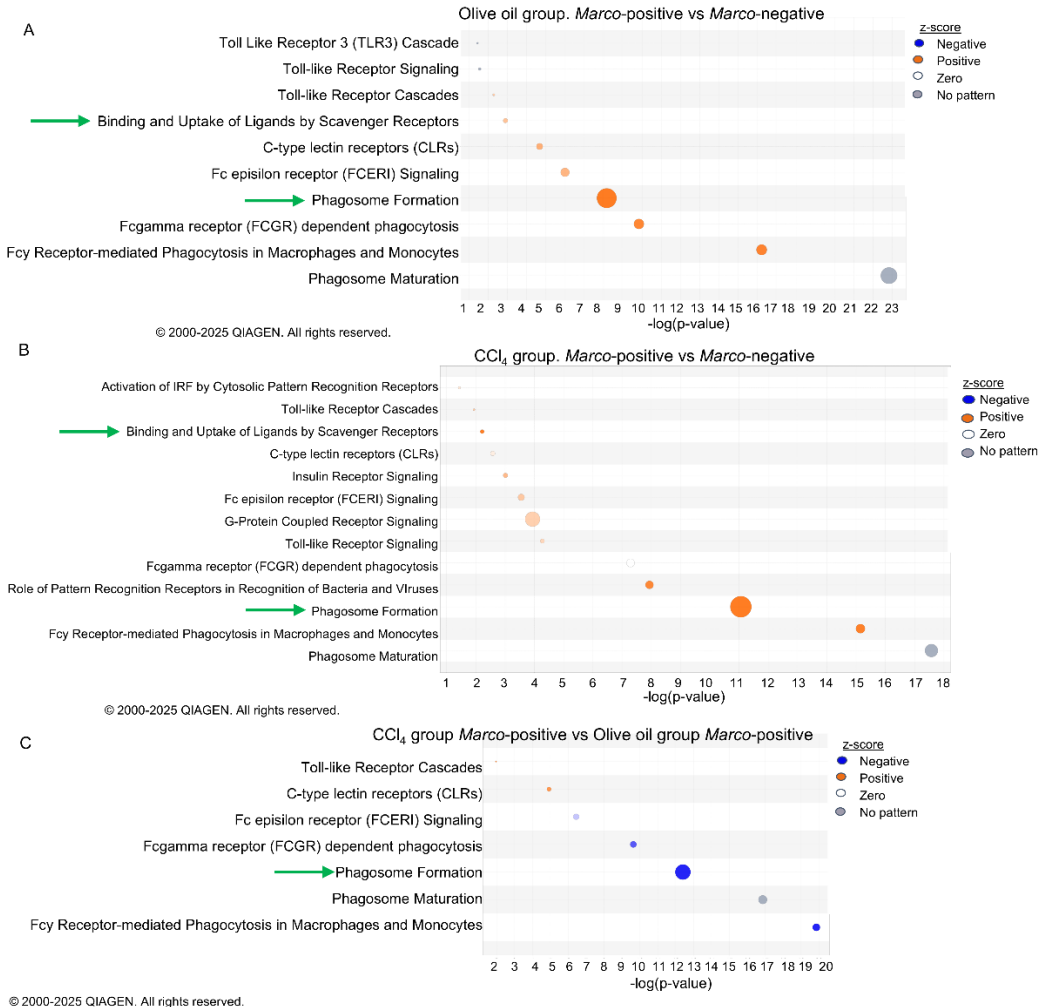 A
Olive oil group. Marco-positive vs Marco-negative
z-score
Negative
Positive
Zero
No pattern
Toll Like Receptor 3 (TLR3) Cascade
Toll-like Receptor Signaling
Toll-like Receptor Cascades
Binding and Uptake of Ligands by Scavenger Receptors
C-type lectin receptors (CLRs)
Fc episilon receptor (FCERI) Signaling
Phagosome Formation
Fcgamma receptor (FCGR) dependent phagocytosis
Fcy Receptor-mediated Phagocytosis in Macrophages and Monocytes
Phagosome Maturation
1 2 3 4 5 6 7 8 9 10 11 12 13 14 15 16 17 18 19 20 21 22 23
-log(p-value)
© 2000-2025 QIAGEN. All rights reserved.
B
CCl₄ group. Marco-positive vs Marco-negative
z-score
Negative
Positive
Zero
No pattern
Activation of IRF by Cytosolic Pattern Recognition Receptors
Toll-like Receptor Cascades
Binding and Uptake of Ligands by Scavenger Receptors
C-type lectin receptors (CLRs)
Insulin Receptor Signaling
Fc episilon receptor (FCERI) Signaling
G-Protein Coupled Receptor Signaling
Toll-like Receptor Signaling
Fcgamma receptor (FCGR) dependent phagocytosis
Role of Pattern Recognition Receptors in Recognition of Bacteria and VIruses
Phagosome Formation
Fcy Receptor-mediated Phagocytosis in Macrophages and Monocytes
Phagosome Maturation
1 2 3 4 5 6 7 8 9 10 11 12 13 14 15 16 17 18
-log(p-value)
© 2000-2025 QIAGEN. All rights reserved.
C
CCl₄ group Marco-positive vs Olive oil group Marco-positive
z-score
Negative
Positive
Zero
No pattern
Toll-like Receptor Cascades
C-type lectin receptors (CLRs)
Fc episilon receptor (FCERI) Signaling
Fcgamma receptor (FCGR) dependent phagocytosis
Phagosome Formation
Phagosome Maturation
Fcy Receptor-mediated Phagocytosis in Macrophages and Monocytes
2 3 4 5 6 7 8 9 10 11 12 13 14 15 16 17 18 19 20
-log(p-value)
© 2000-2025 QIAGEN. All rights reserved.